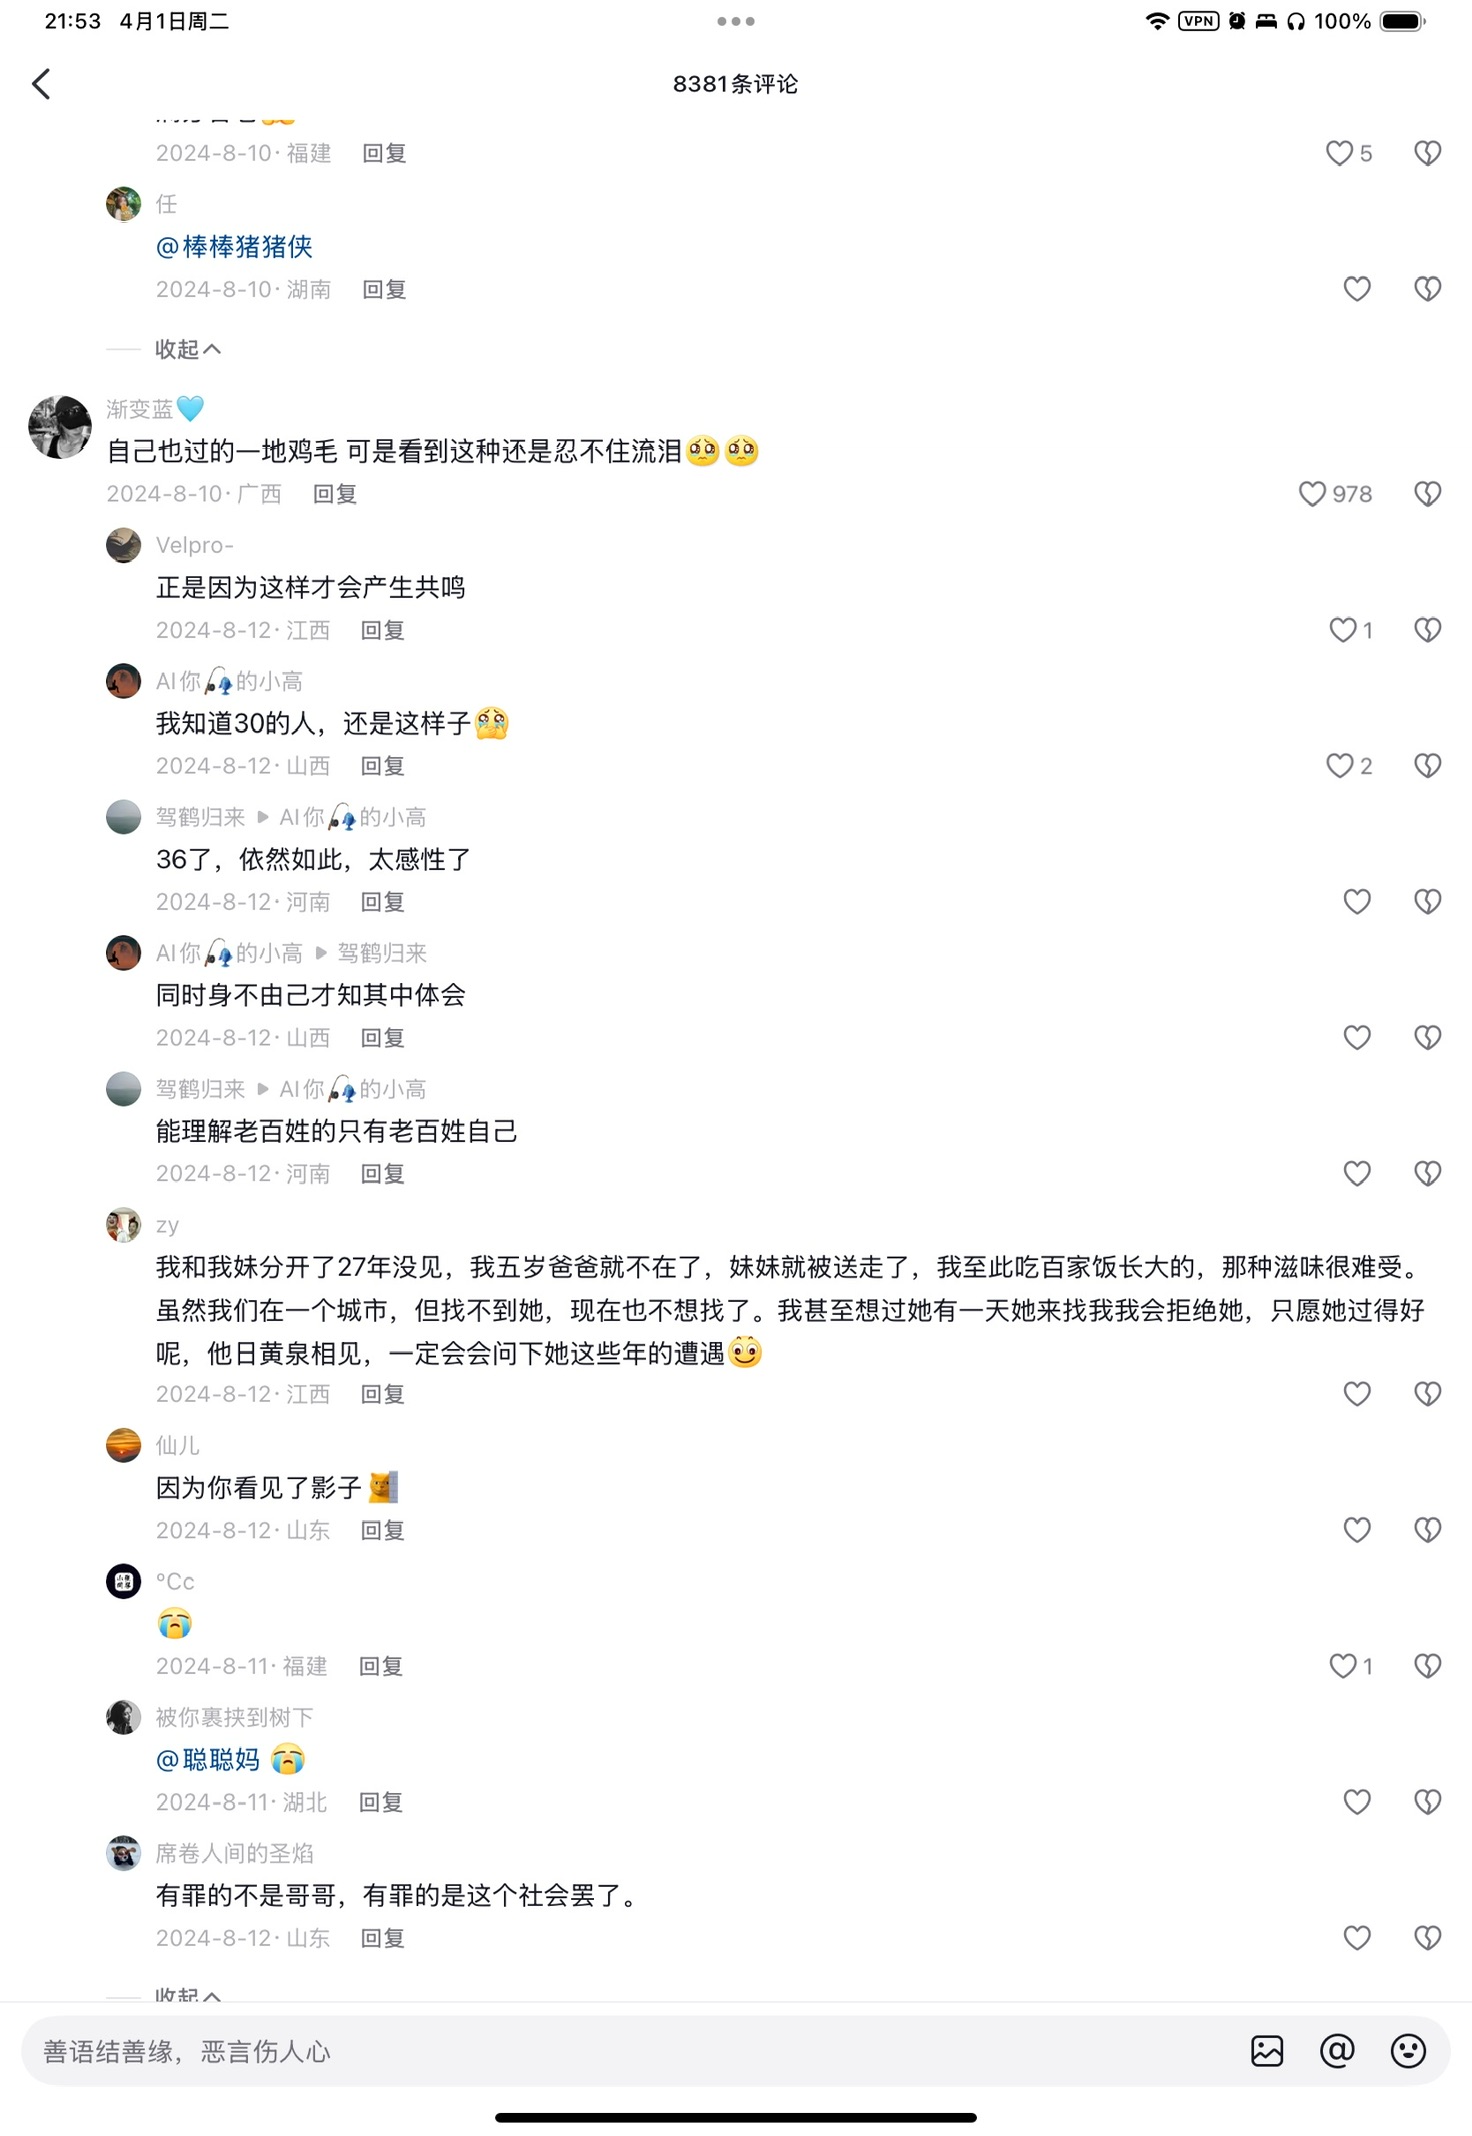 21:53 4月1日周二
VPN 100%
8381条评论
2024-8-10· 福建 回复 5
任
@棒棒猪猪侠
2024-8-10· 湖南 回复
收起
渐变蓝🩵
自己也过的一地鸡毛 可是看到这种还是忍不住流泪🥺🥺
2024-8-10· 广西 回复 978
Velpro-
正是因为这样才会产生共鸣
2024-8-12· 江西 回复 1
AI你🎣的小高
我知道30的人，还是这样子
2024-8-12· 山西 回复 2
驾鹤归来 ▸ AI你🎣的小高
36了，依然如此，太感性了
2024-8-12· 河南 回复
AI你🎣的小高 ▸ 驾鹤归来
同时身不由己才知其中体会
2024-8-12· 山西 回复
驾鹤归来 ▸ AI你🎣的小高
能理解老百姓的只有老百姓自己
2024-8-12· 河南 回复
zy
我和我妹分开了27年没见，我五岁爸爸就不在了，妹妹就被送走了，我至此吃百家饭长大的，那种滋味很难受。
虽然我们在一个城市，但找不到她，现在也不想找了。我甚至想过她有一天她来找我我会拒绝她，只愿她过得好
呢，他日黄泉相见，一定会会问下她这些年的遭遇
2024-8-12· 江西 回复
仙儿
因为你看见了影子
2024-8-12· 山东 回复
°Cc
😭
2024-8-11· 福建 回复 1
被你裹挟到树下
@聪聪妈 😭
2024-8-11· 湖北 回复
席卷人间的圣焰
有罪的不是哥哥，有罪的是这个社会罢了。
2024-8-12· 山东 回复
收起
善语结善缘，恶言伤人心